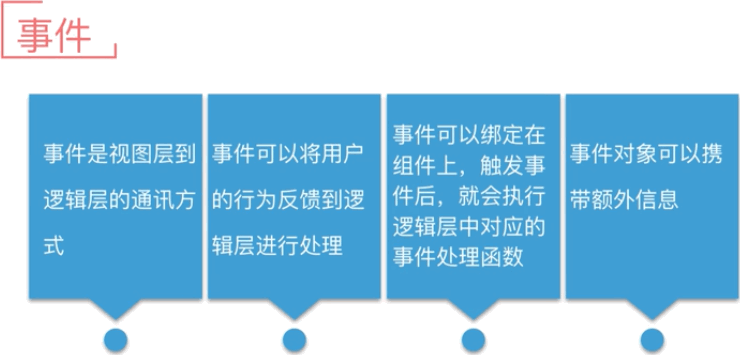 事件
事件是视图层到
逻辑层的通讯方
式
事件可以将用户
的行为反馈到逻
辑层进行处理
事件可以绑定在
组件上，触发事
件后，就会执行
逻辑层中对应的
事件处理函数
事件对象可以携
带额外信息